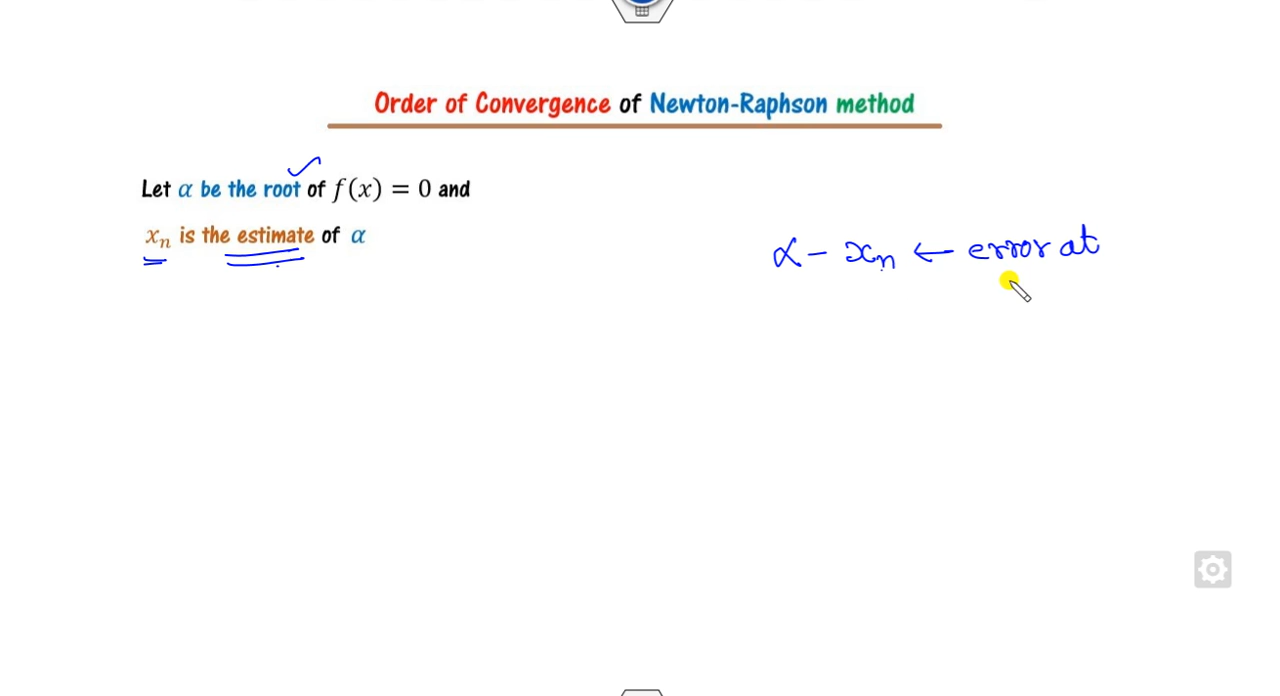 Order of Convergence of Newton-Raphson method
Let α be the root of f(x) = 0 and
xₙ is the estimate of α
α - xₙ ← error at